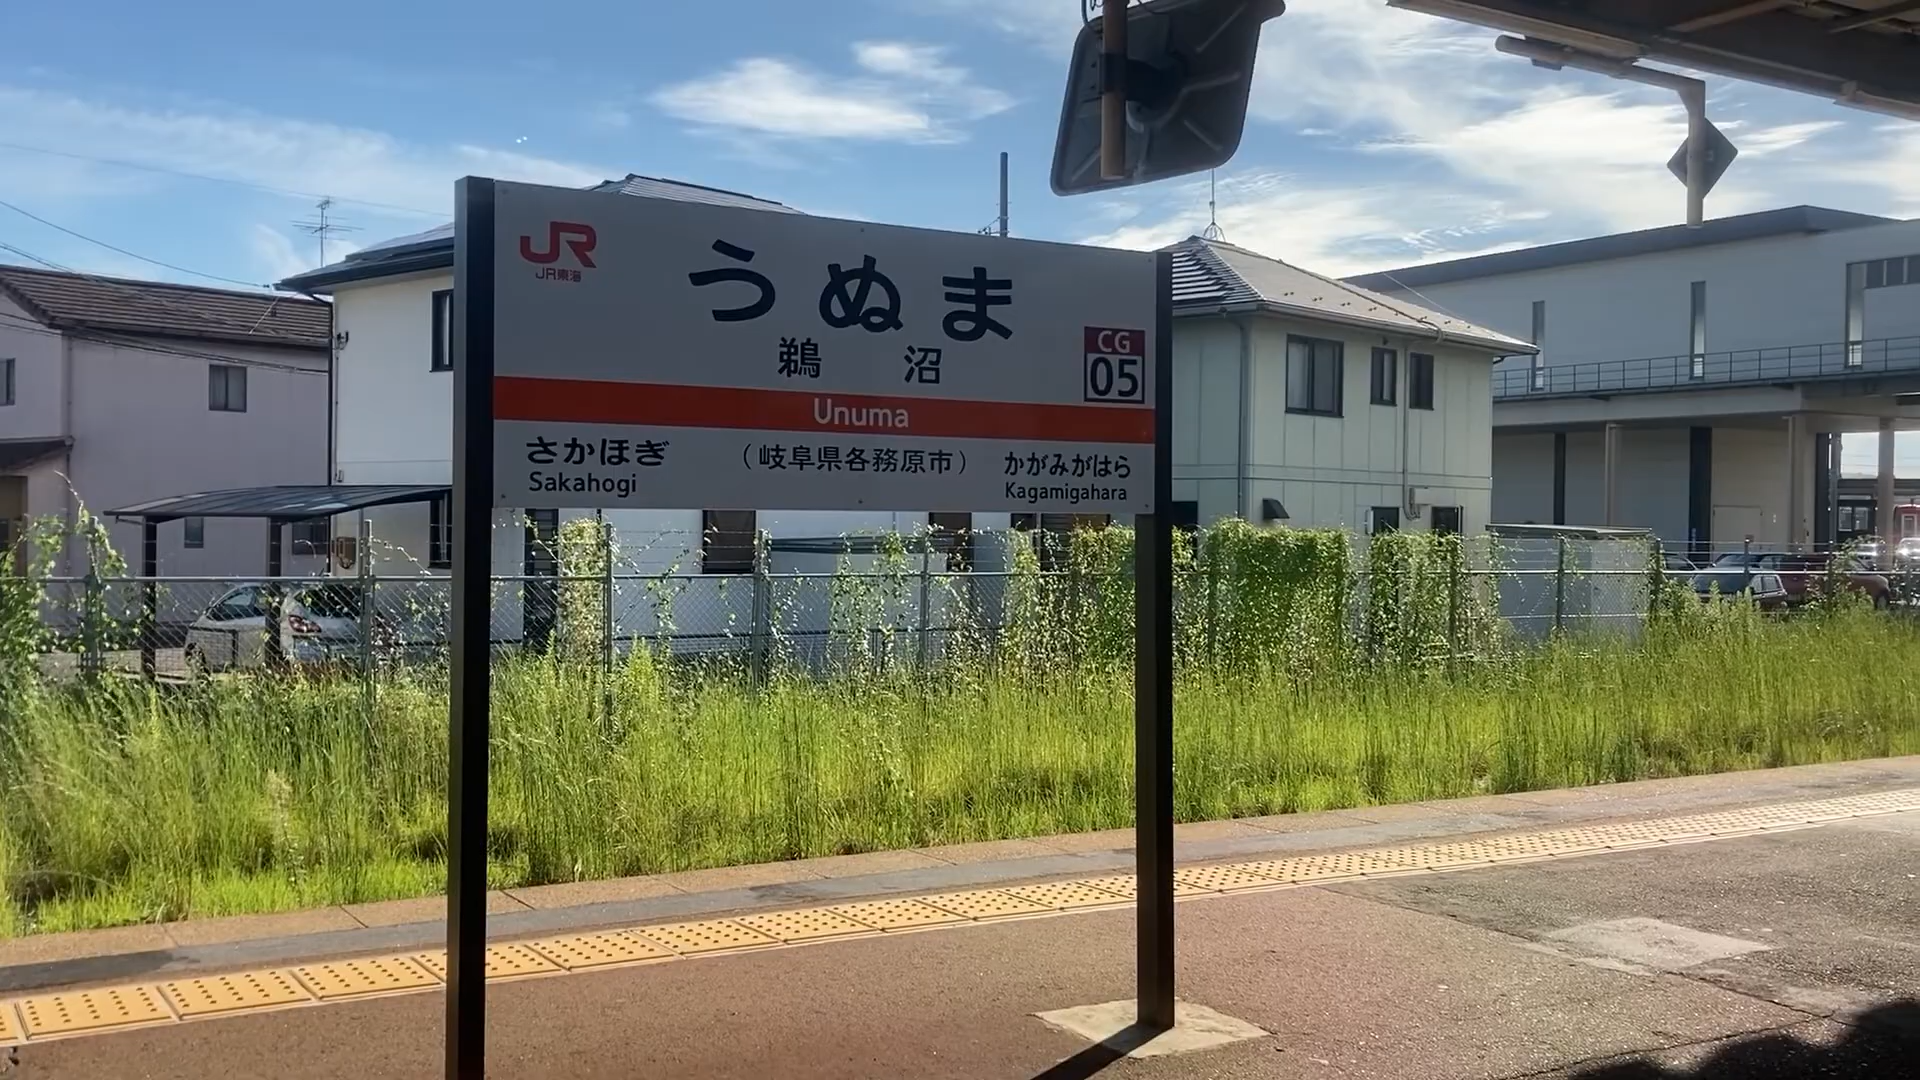 JR
JR東海
うぬま
鵜沼
CG
05
Unuma
さかほぎ
Sakahogi
（岐阜県各務原市）
かがみがはら
Kagamigahara